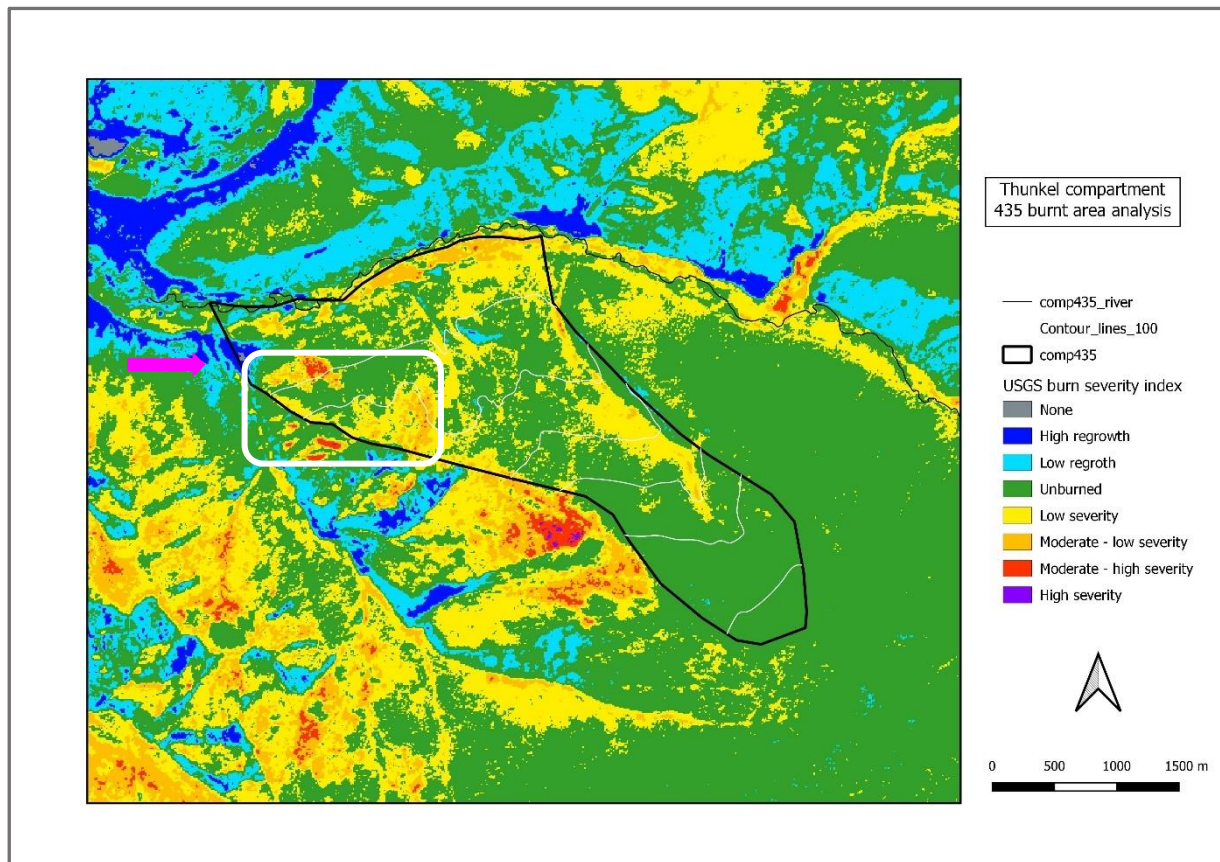 Thunkel compartment
435 burnt area analysis
comp435_river
Contour_lines_100
comp435
USGS burn severity index
None
High regrowth
Low regroth
Unburned
Low severity
Moderate - low severity
Moderate - high severity
High severity
0 500 1000 1500 m